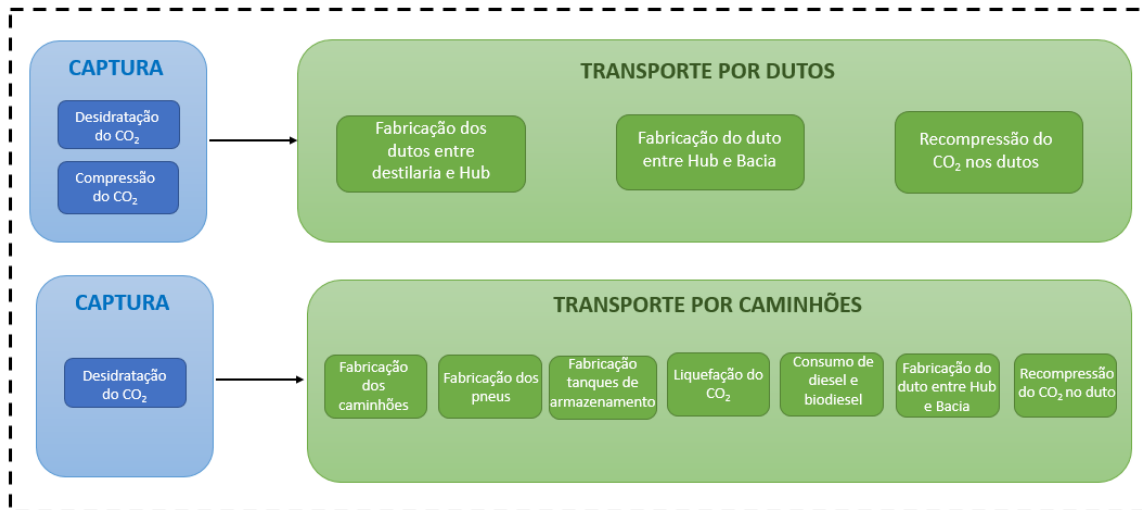 CAPTURA
Desidratação
do CO₂
Compressão
do CO₂
TRANSPORTE POR DUTOS
Fabricação dos
dutos entre
destilaria e Hub
Fabricação do duto
entre Hub e Bacia
Recompressão do
CO₂ nos dutos
CAPTURA
Desidratação
do CO₂
TRANSPORTE POR CAMINHÕES
Fabricação
dos
caminhões
Fabricação dos
pneus
Fabricação
tanques de
armazenamento
Liquefação do
CO₂
Consumo de
diesel e
biodiesel
Fabricação do
duto entre Hub
e Bacia
Recompressão
do CO₂ no duto